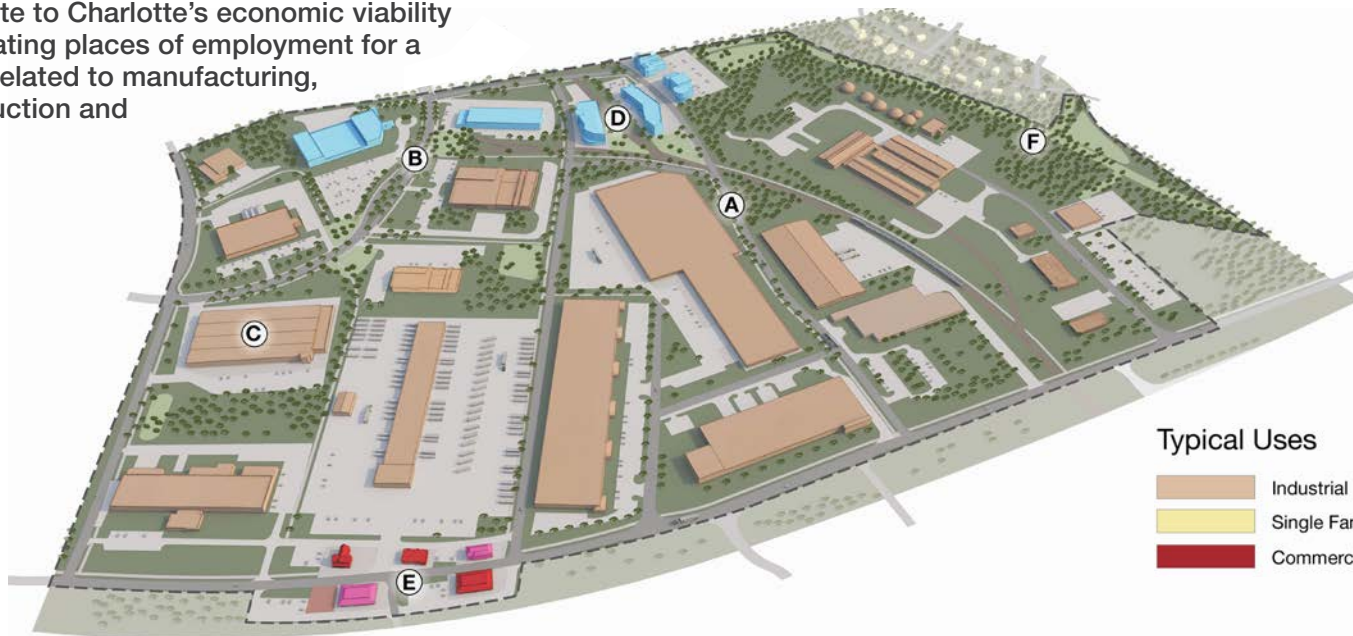 te to Charlotte's economic viability
ating places of employment for a
elated to manufacturing,
uction and
D
B
F
A
C
E
Typical Uses
Industrial
Single Fa
Commerc